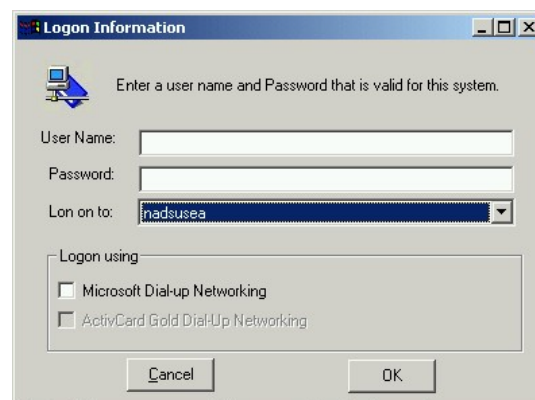 Logon Information
Enter a user name and Password that is valid for this system.
User Name:
Password:
Lon on to: nadsusea
Logon using
Microsoft Dial-up Networking
ActivCard Gold Dial-Up Networking
Cancel OK